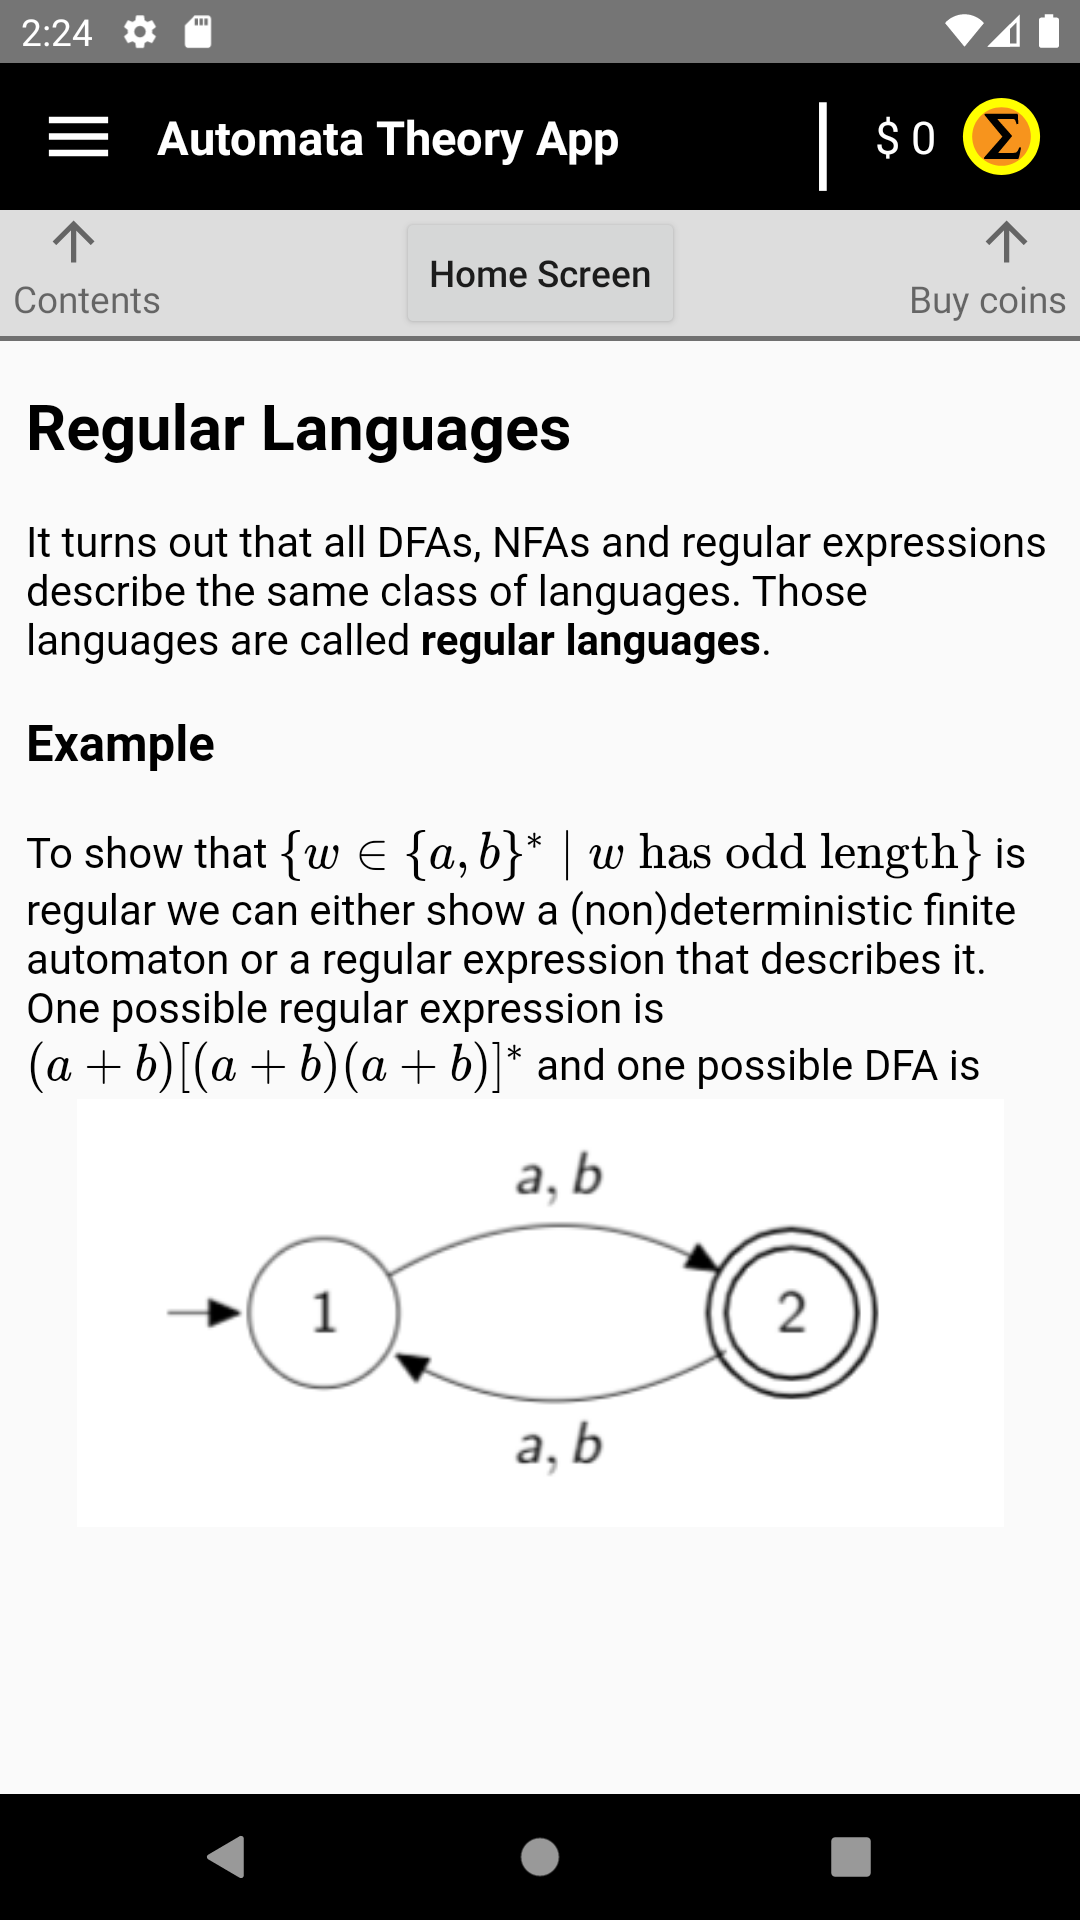 2:24
Automata Theory App
$ 0 Σ
Contents
Home Screen
Buy coins
Regular Languages
It turns out that all DFAs, NFAs and regular expressions
describe the same class of languages. Those
languages are called regular languages.
Example
To show that {w ∈ {a, b}* | w has odd length} is
regular we can either show a (non)deterministic finite
automaton or a regular expression that describes it.
One possible regular expression is
(a + b)[(a + b)(a + b)]* and one possible DFA is
a, b
1
2
a, b